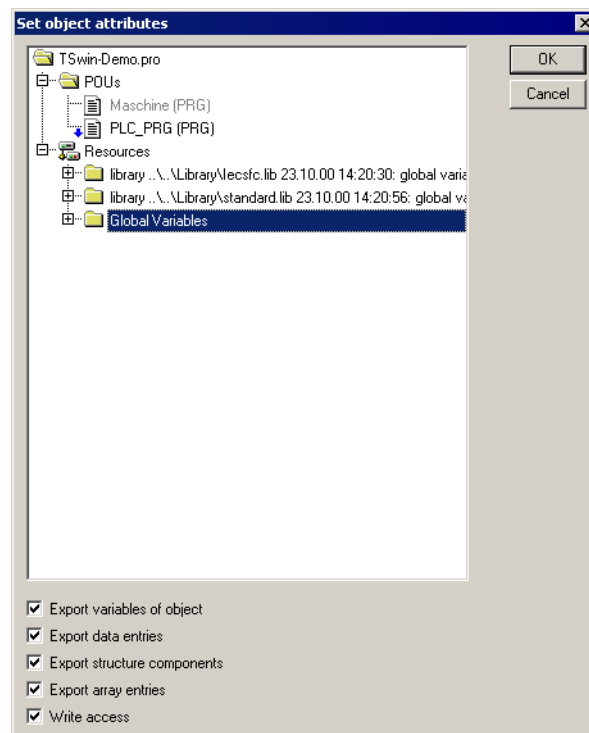 Set object attributes
TSwin-Demo.pro
OK
POUs
Cancel
Maschine (PRG)
PLC_PRG (PRG)
Resources
library ..\..\Library\Iecsfc.lib 23.10.00 14:20:30: global varia
library ..\..\Library\standard.lib 23.10.00 14:20:56: global va
Global Variables
Export variables of object
Export data entries
Export structure components
Export array entries
Write access